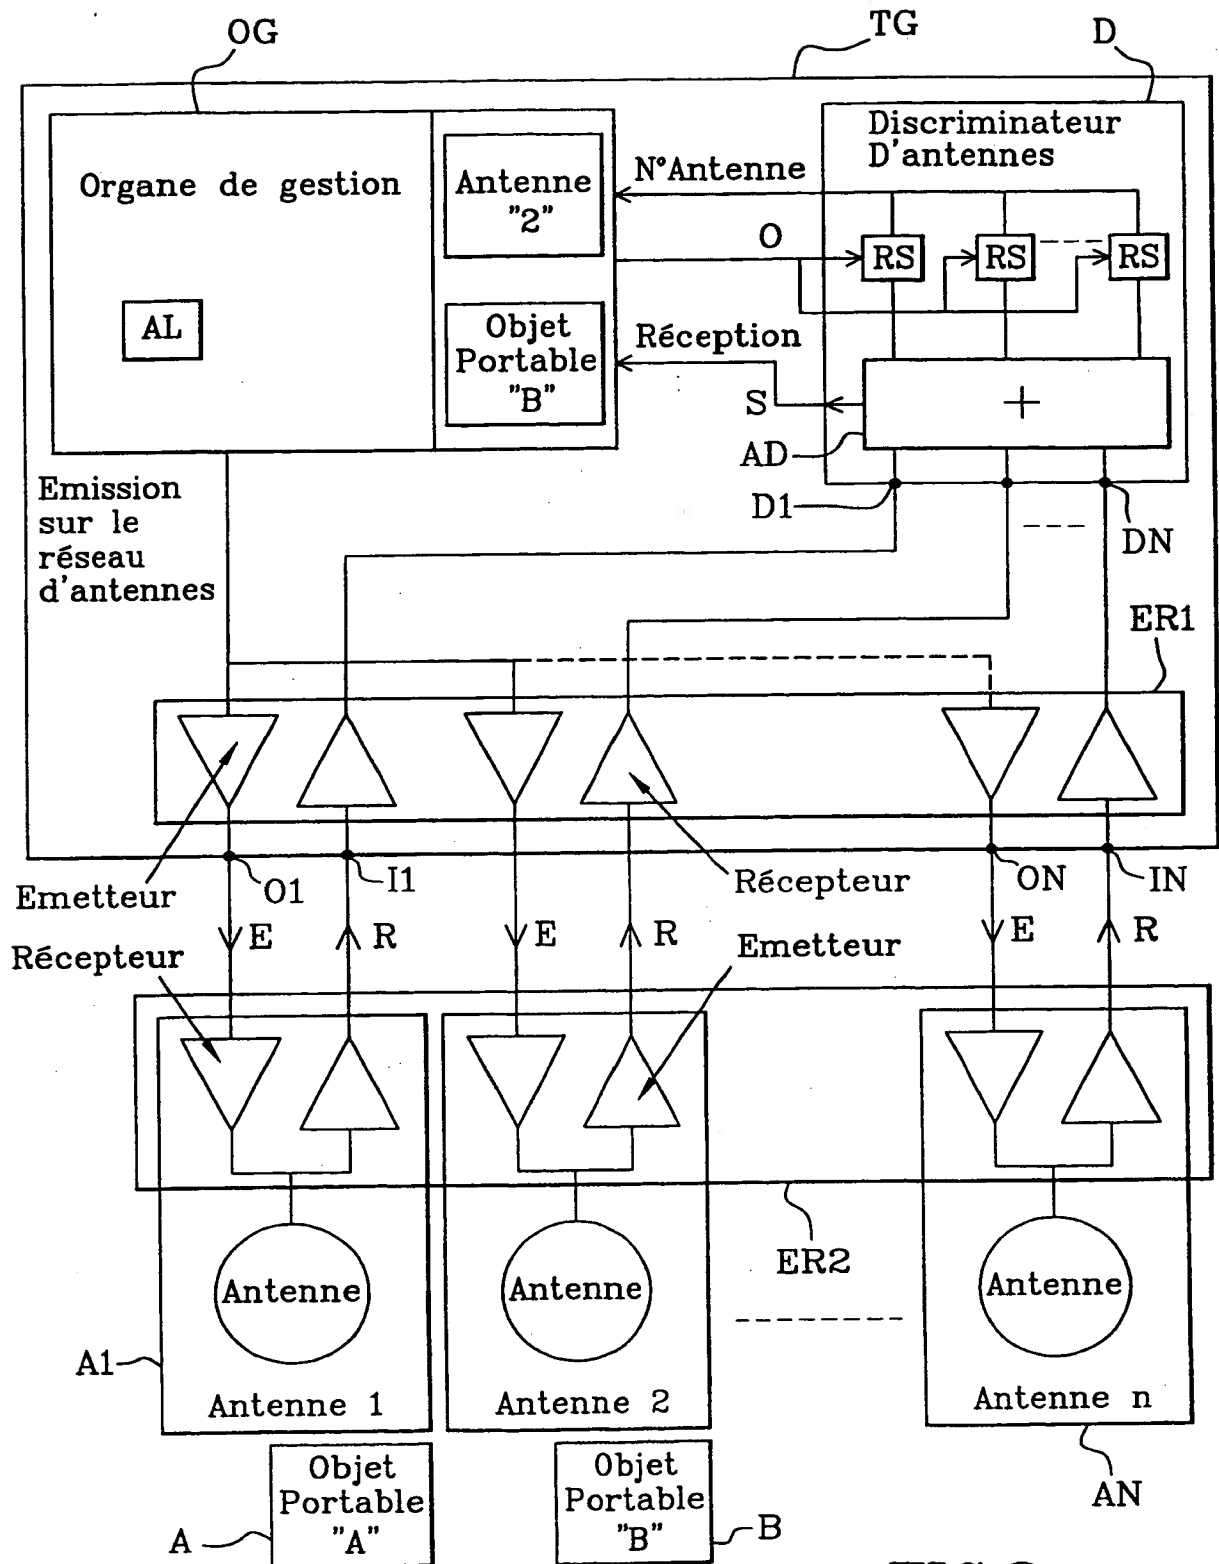 OG
TG
D
Organe de gestion
AL
Antenne
"2"
Objet
Portable
"B"
N°Antenne
O
Réception
S
Discriminateur
D'antennes
RS
RS
RS
+
AD
D1
DN
Emission
sur le
réseau
d'antennes
ER1
Emetteur
O1
I1
Récepteur
ON
IN
Récepteur
E
R
E
R
Emetteur
E
R
ER2
Antenne
Antenne
Antenne
A1
Antenne 1
Antenne 2
Antenne n
AN
Objet
Portable
"A"
A
Objet
Portable
"B"
B